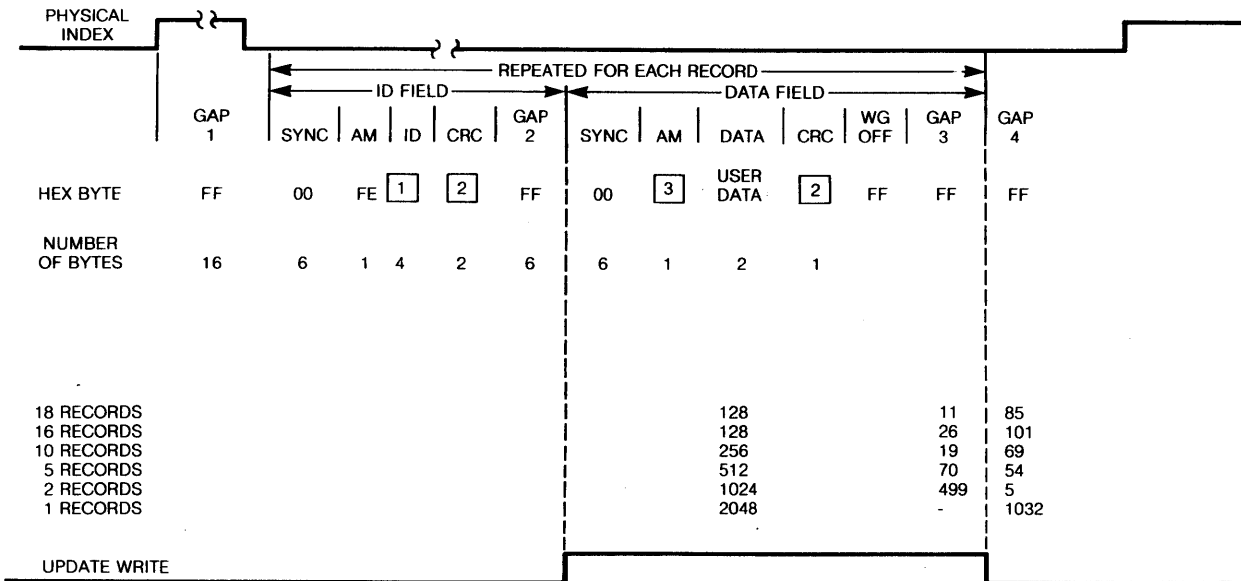 PHYSICAL
INDEX
REPEATED FOR EACH RECORD
ID FIELD DATA FIELD
GAP 1 SYNC AM ID CRC GAP 2 SYNC AM DATA CRC WG OFF GAP 3 GAP 4
HEX BYTE FF 00 FE 1 2 FF 00 3 USER DATA 2 FF FF FF
NUMBER
OF BYTES 16 6 1 4 2 6 6 1 2 1
18 RECORDS 128 11 85
16 RECORDS 128 26 101
10 RECORDS 256 19 69
5 RECORDS 512 70 54
2 RECORDS 1024 499 5
1 RECORDS 2048 - 1032
UPDATE WRITE